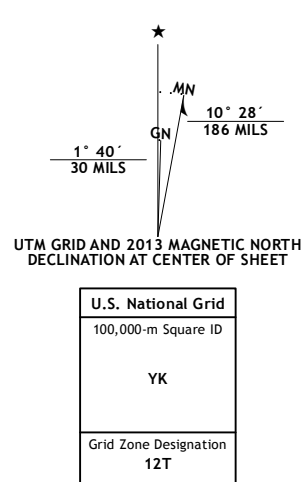 ★
MN
GN
10° 28´
186 MILS
1° 40´
30 MILS
UTM GRID AND 2013 MAGNETIC NORTH
DECLINATION AT CENTER OF SHEET
U.S. National Grid
100,000-m Square ID
YK
Grid Zone Designation
12T